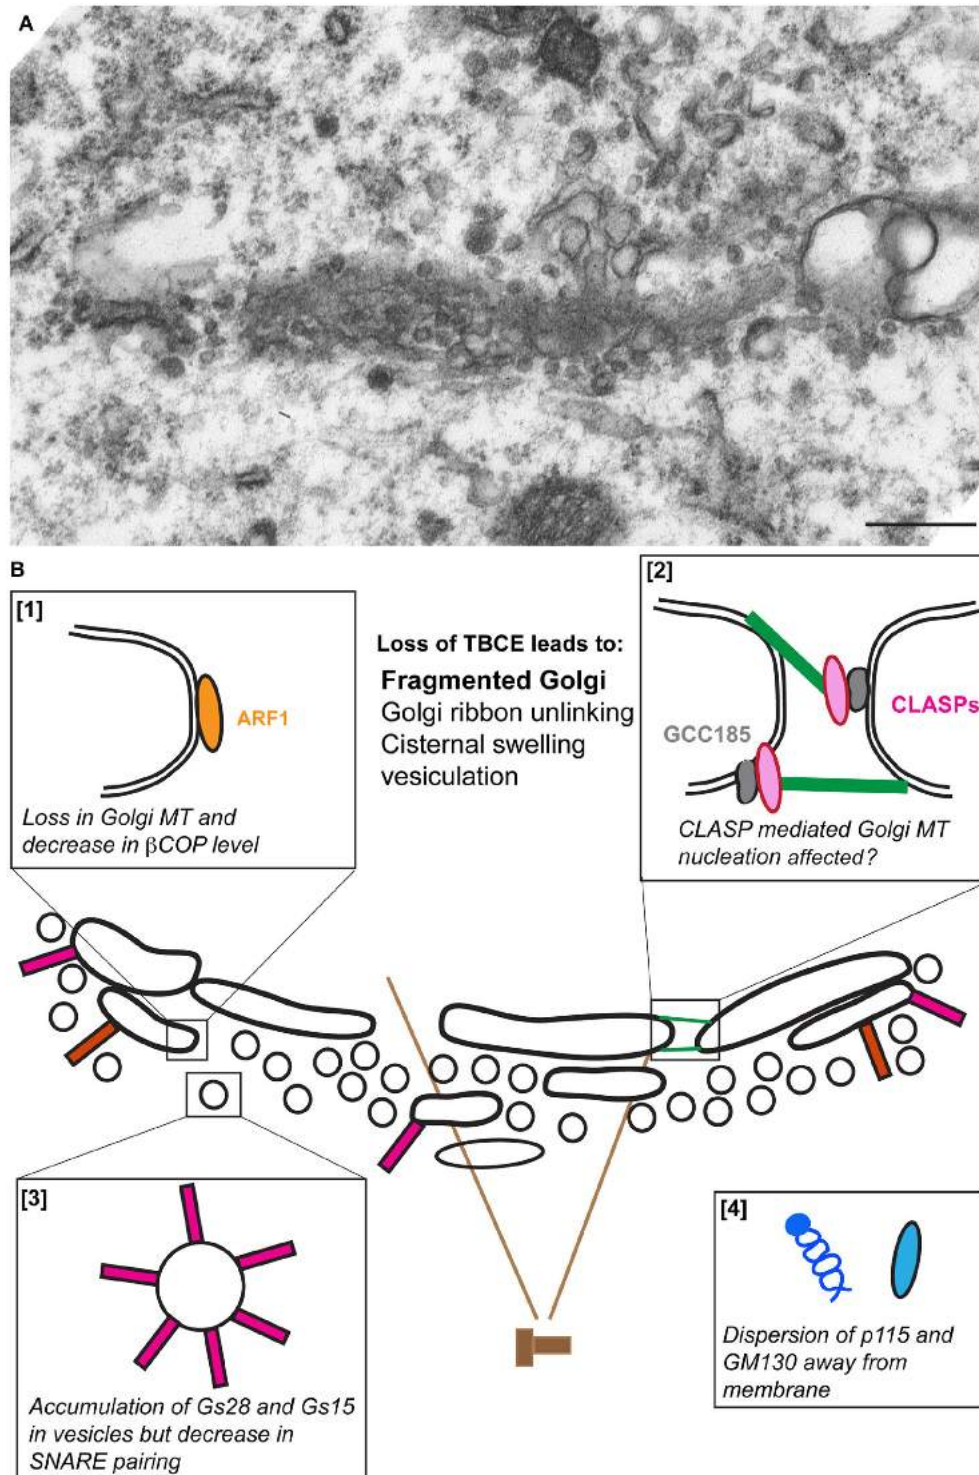 A
B
[1]
ARF1
Loss in Golgi MT and
decrease in βCOP level
Loss of TBCE leads to:
Fragmented Golgi
Golgi ribbon unlinking
Cisternal swelling
vesiculation
[2]
GCC185
CLASPs
CLASP mediated Golgi MT
nucleation affected?
[3]
Accumulation of Gs28 and Gs15
in vesicles but decrease in
SNARE pairing
[4]
Dispersion of p115 and
GM130 away from
membrane